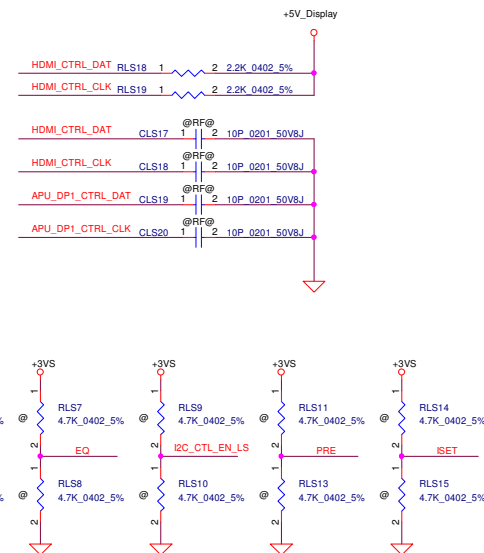 +5V_Display
HDMI_CTRL_DAT RLS18 1 2 2.2K_0402_5%
HDMI_CTRL_CLK RLS19 1 2 2.2K_0402_5%
@RF@
HDMI_CTRL_DAT CLS17 1 2 10P_0201_50V8J
@RF@
HDMI_CTRL_CLK CLS18 1 2 10P_0201_50V8J
@RF@
APU_DP1_CTRL_DAT CLS19 1 2 10P_0201_50V8J
@RF@
APU_DP1_CTRL_CLK CLS20 1 2 10P_0201_50V8J
+3VS +3VS +3VS +3VS
1 1 1 1
RLS7 RLS9 RLS11 RLS14
% @ 4.7K_0402_5% @ 4.7K_0402_5% @ 4.7K_0402_5% @ 4.7K_0402_5%
2 2 2 2
EQ I2C_CTL_EN_LS PRE ISET
1 1 1 1
RLS8 RLS10 RLS13 RLS15
% @ 4.7K_0402_5% @ 4.7K_0402_5% @ 4.7K_0402_5% @ 4.7K_0402_5%
2 2 2 2